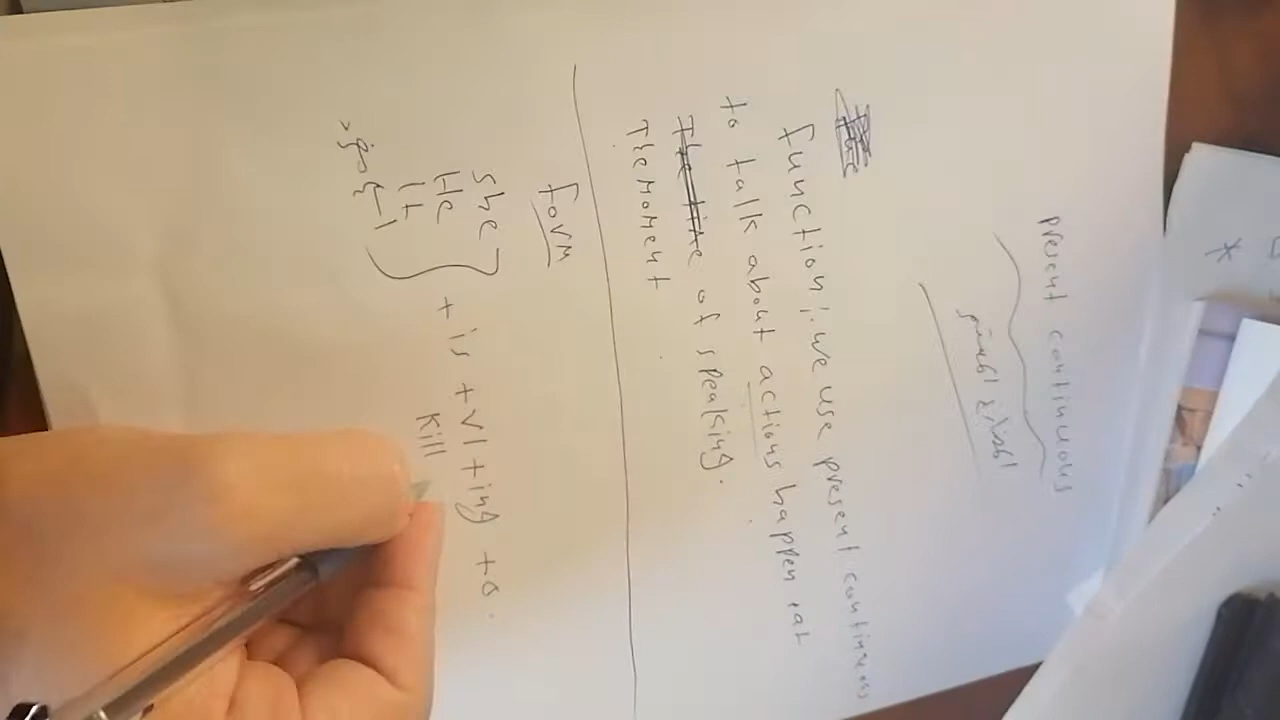 present continuous
function: we use present continuous
to talk about actions happen at
of speaking.
The moment
form
she
He
It
+ is + v1 + ing + o.
Kill